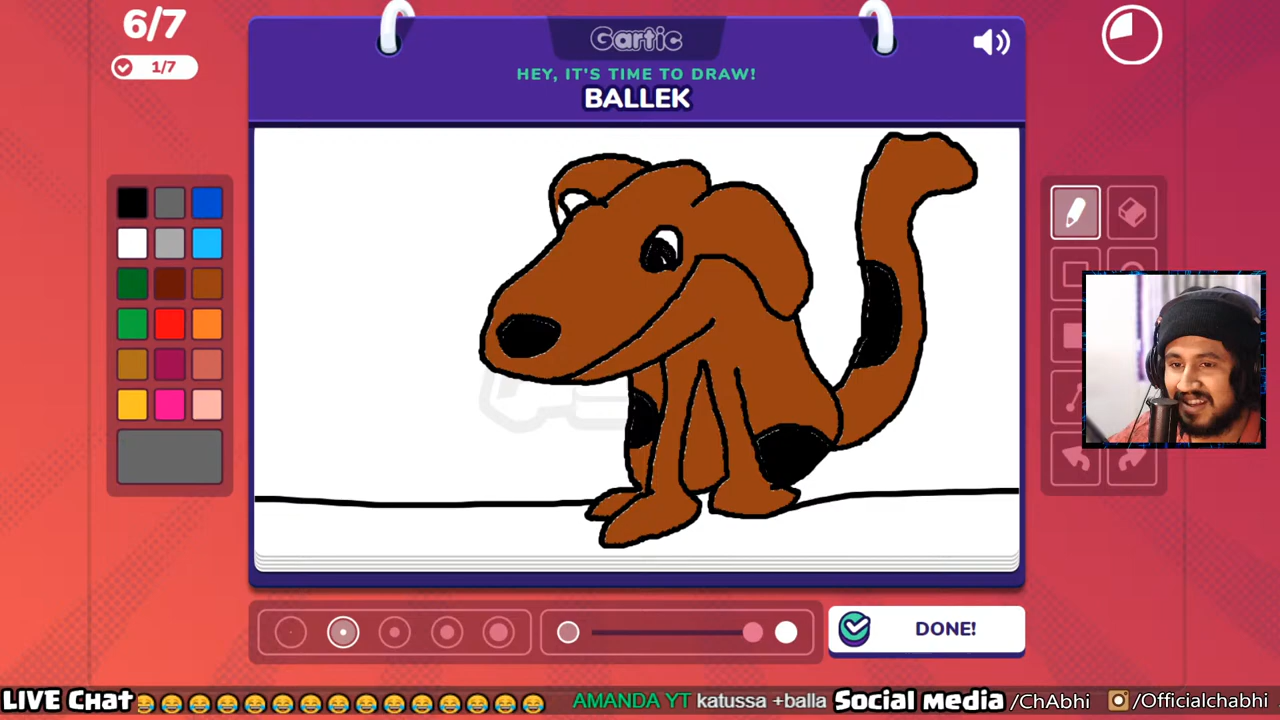 6/7
1/7
Gartic
HEY, IT'S TIME TO DRAW!
BALLEK
DONE!
LIVE Chat AMANDA YT katussa +balla Social media /ChAbhi /Officialchabhi